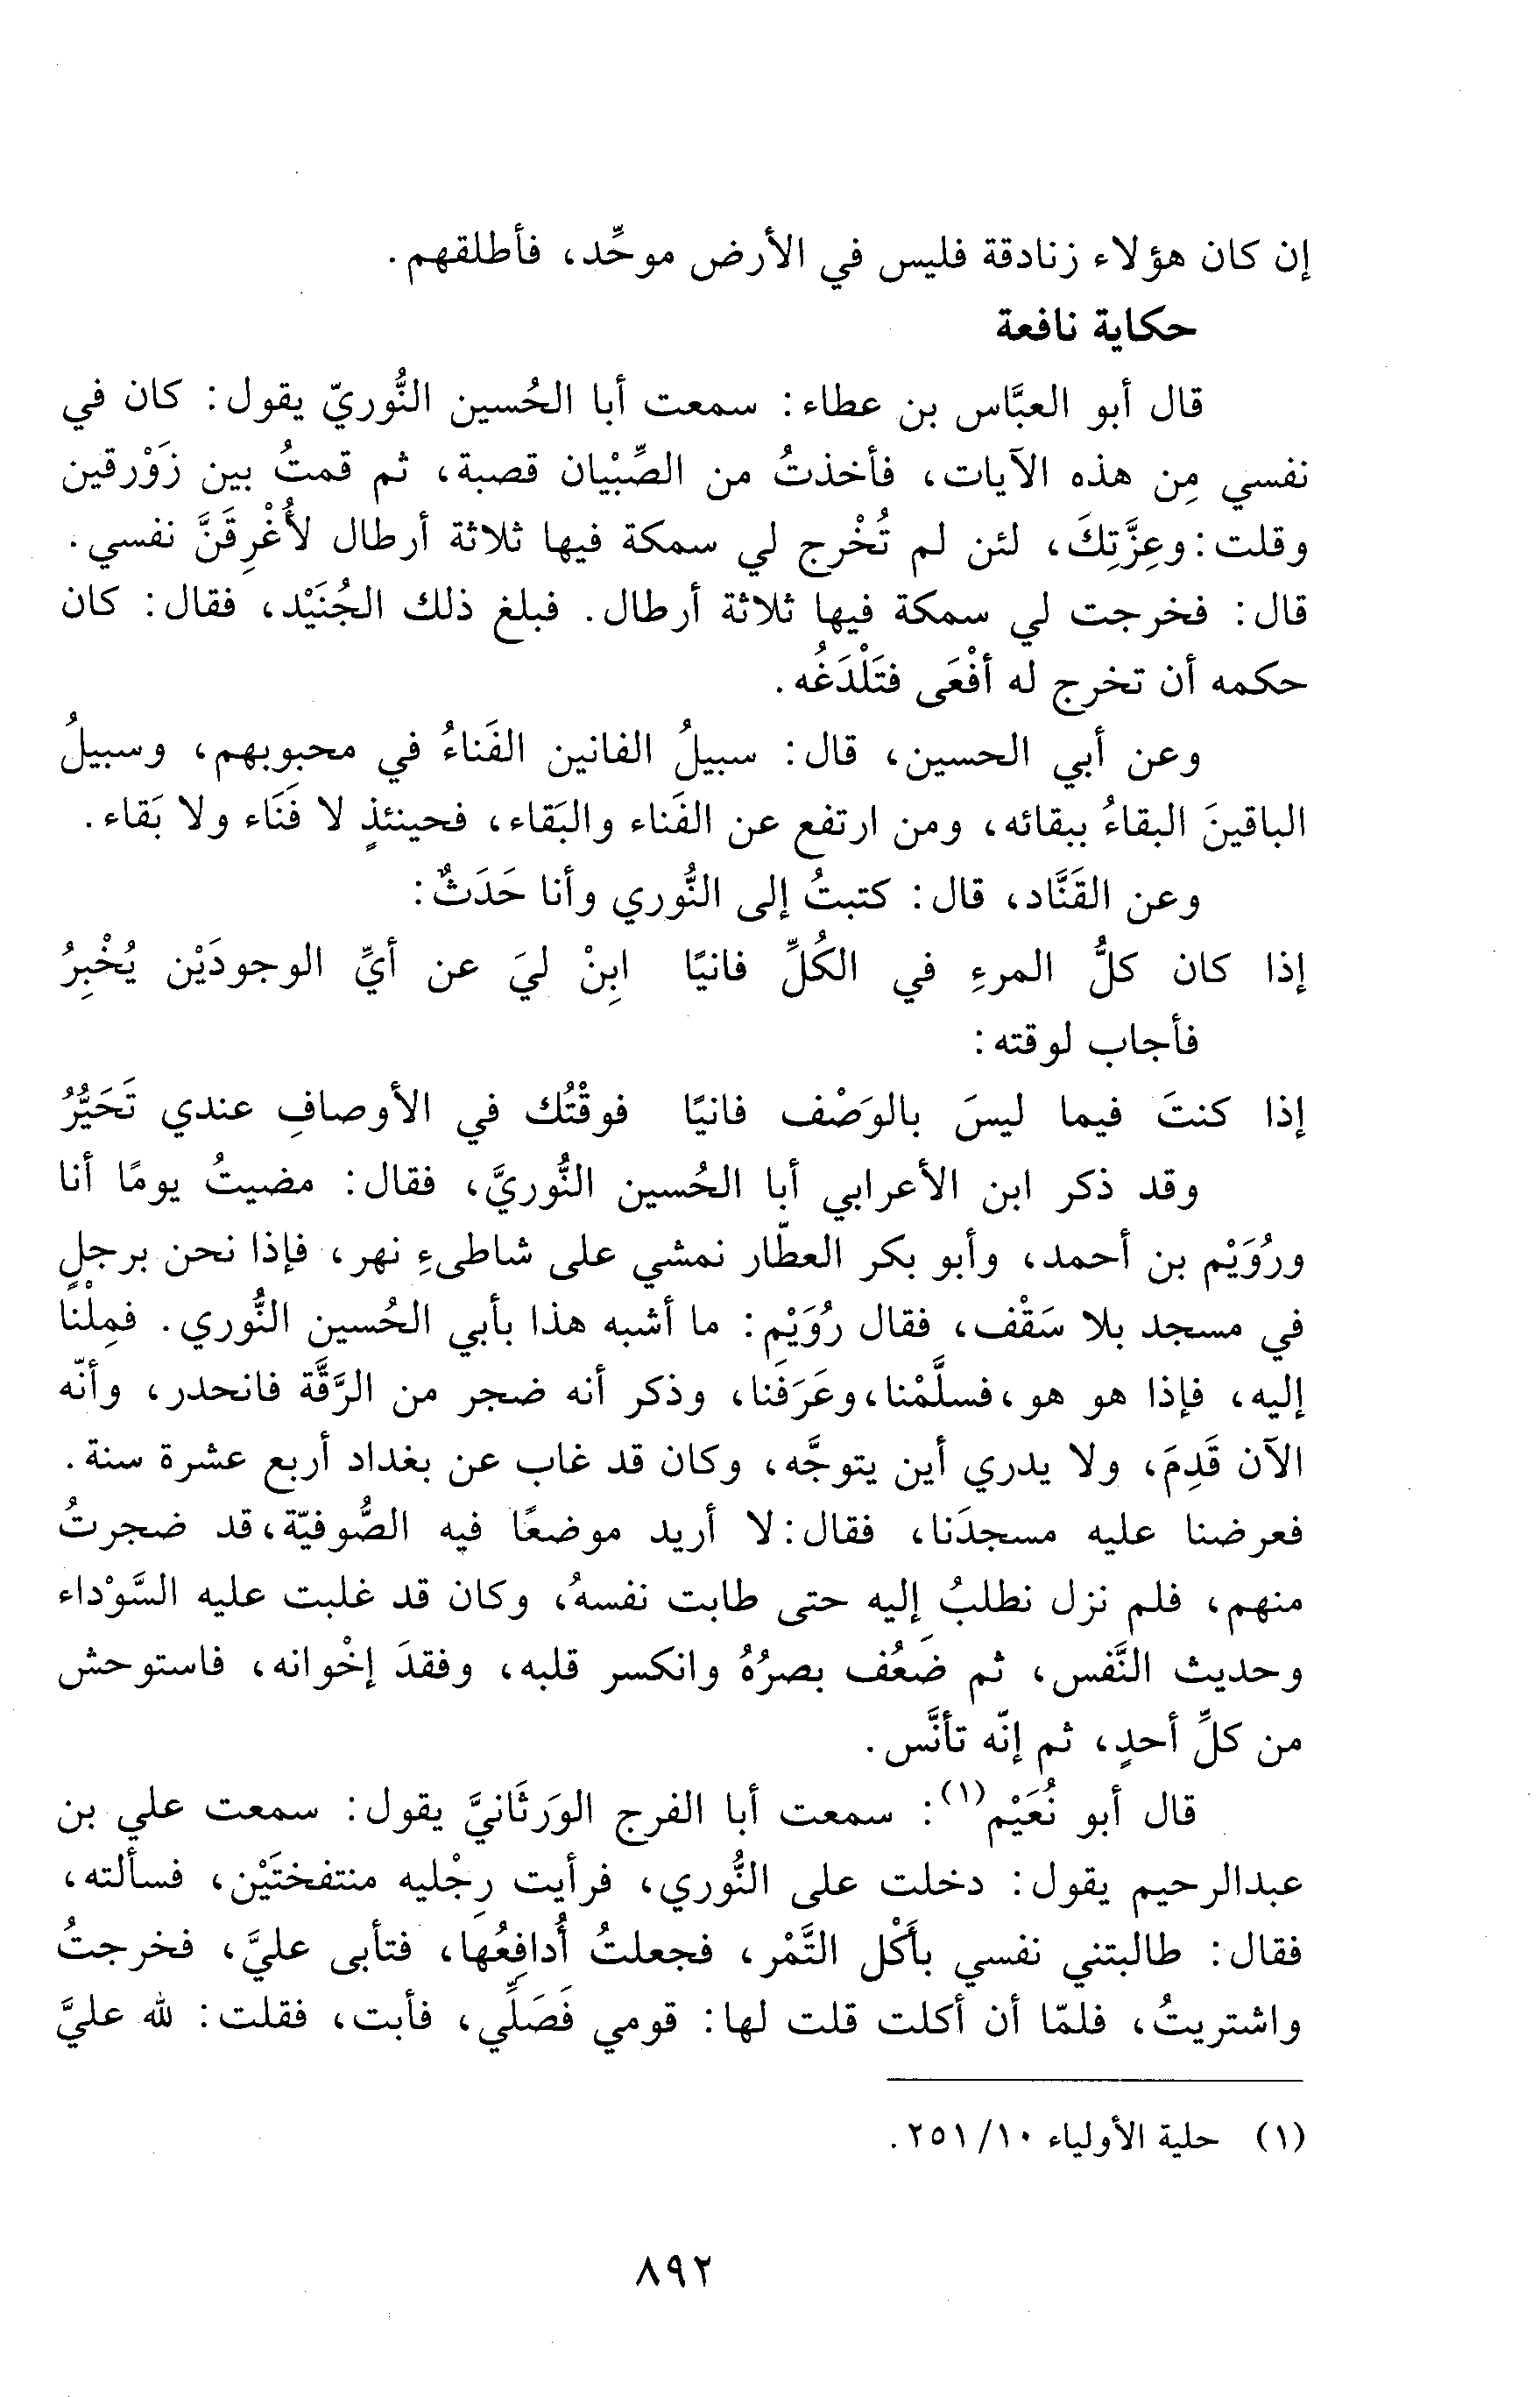 إن كان هؤلاء زنادقة فليس في الأرض موحِّد، فأطلقهم.
حكاية نافعة
قال أبو العبَّاس بن عطاء: سمعت أبا الحُسين النُّوريّ يقول: كان في
نفسي مِن هذه الآيات، فأخذتُ من الصِّبْيان قصبة، ثم قمتُ بين زَوْرقين
وقلت: وعِزَّتِكَ، لئن لم تُخْرج لي سمكة فيها ثلاثة أرطال لأُغْرِقَنَّ نفسي.
قال: فخرجت لي سمكة فيها ثلاثة أرطال. فبلغ ذلك الجُنَيْد، فقال: كان
حكمه أن تخرج له أفْعَى فتَلْدَغُه.
وعن أبي الحسين، قال: سبيلُ الفانين الفَناءُ في محبوبهم، وسبيلُ
الباقينَ البقاءُ ببقائه، ومن ارتفع عن الفَناء والبَقاء، فحينئذٍ لا فَنَاء ولا بَقاء.
وعن القَنَّاد، قال: كتبتُ إلى النُّوري وأنا حَدَثٌ:
إذا كان كلُّ المرءِ في الكُلِّ فانيًا ابِنْ ليَ عن أيِّ الوجودَيْن يُخْبِرُ
فأجاب لوقته:
إذا كنتَ فيما ليسَ بالوَصْف فانيًا فوقْتُك في الأوصافِ عندي تَحَيُّرُ
وقد ذكر ابن الأعرابي أبا الحُسين النُّوريَّ، فقال: مضيتُ يومًا أنا
ورُوَيْم بن أحمد، وأبو بكر العطّار نمشي على شاطىءِ نهر، فإذا نحن برجلٍ
في مسجد بلا سَقْف، فقال رُوَيْم: ما أشبه هذا بأبي الحُسين النُّوري. فمِلْنا
إليه، فإذا هو هو، فسلَّمْنا، وعَرَفَنا، وذكر أنه ضجر من الرَّقَّة فانحدر، وأنّه
الآن قَدِمَ، ولا يدري أين يتوجَّه، وكان قد غاب عن بغداد أربع عشرة سنة.
فعرضنا عليه مسجدَنا، فقال: لا أريد موضعًا فيه الصُّوفيّة، قد ضجرتُ
منهم، فلم نزل نطلبُ إليه حتى طابت نفسهُ، وكان قد غلبت عليه السَّوْداء
وحديث النَّفس، ثم ضَعُف بصرُهُ وانكسر قلبه، وفقدَ إخْوانه، فاستوحش
من كلِّ أحدٍ، ثم إنّه تأنَّس.
قال أبو نُعَيْم(١): سمعت أبا الفرج الوَرثَانيَّ يقول: سمعت علي بن
عبدالرحيم يقول: دخلت على النُّوري، فرأيت رِجْليه منتفختَيْن، فسألته،
فقال: طالبتني نفسي بأَكْل التَّمْر، فجعلتُ أُدافِعُها، فتأبى عليَّ، فخرجتُ
واشتريتُ، فلمّا أن أكلت قلت لها: قومي فَصَلِّي، فأبت، فقلت: لله عليَّ
(١) حلية الأولياء ١٠/ ٢٥١.
٨٩٢